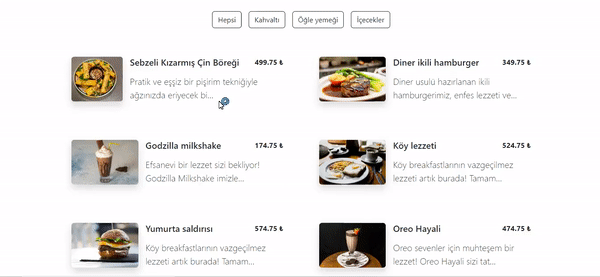 Hepsi
Kahvaltı
Öğle yemeği
İçecekler
Sebzeli Kızarmış Çin Böreği 499.75 ₺
Pratik ve eşsiz bir pişirim tekniğiyle
ağzınızda eriyecek bi...
Diner ikili hamburger 349.75 ₺
Diner usulü hazırlanan ikili
hamburgerimiz, enfes lezzeti ve...
Godzilla milkshake 174.75 ₺
Efsanevi bir lezzet sizi bekliyor!
Godzilla Milkshake imizle...
Köy lezzeti 524.75 ₺
Köy breakfastlarının vazgeçilmez
lezzeti artık burada! Tamam...
Yumurta saldırısı 574.75 ₺
Köy breakfastlarının vazgeçilmez
lezzeti artık burada! Tamam...
Oreo Hayali 474.75 ₺
Oreo sevenler için muhteşem bir
lezzet! Oreo Hayali sizi tat...